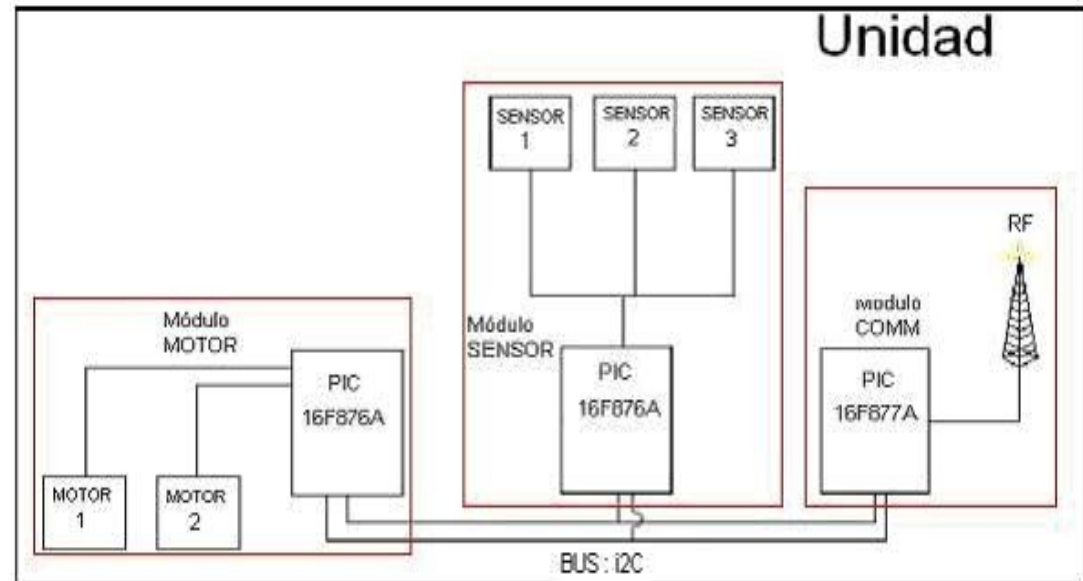 Unidad
SENSOR
1
SENSOR
2
SENSOR
3
RF
Módulo
MOTOR
Módulo
SENSOR
modulo
COMM
PIC
16F876A
PIC
16F876A
PIC
16F877A
MOTOR
1
MOTOR
2
BUS : i2C